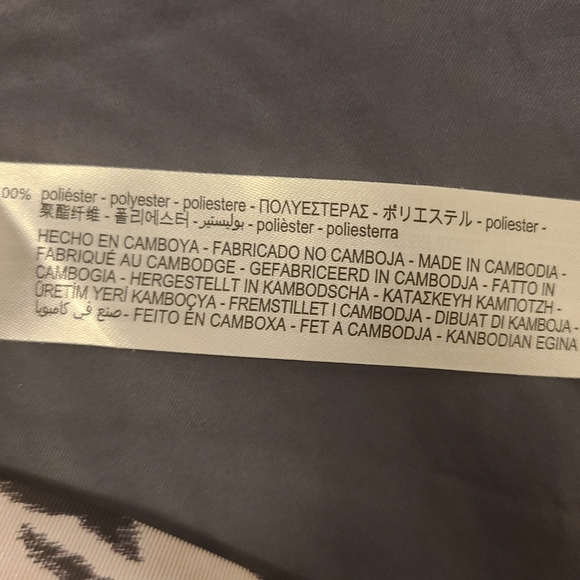 00% poliéster - polyester - poliestere - ΠΟΛΥΕΣΤΕΡΑΣ - ポリエステル - poliester -
聚酯纤维 - 폴리에스터 - بوليستير - polièster - poliesterra
HECHO EN CAMBOYA - FABRICADO NO CAMBOJA - MADE IN CAMBODIA -
FABRIQUÉ AU CAMBODGE - GEFABRICEERD IN CAMBODJA - FATTO IN
CAMBOGIA - HERGESTELLT IN KAMBODSCHA - ΚΑΤΑΣΚΕΥΗ ΚΑΜΠΟΤΖΗ -
ÜRETİM YERİ KAMBOÇYA - FREMSTILLET I CAMBODJA - DIBUAT DI KAMBOJA -
صنع في كامبويا - FEITO EN CAMBOXA - FET A CAMBODJA - KANBODIAN EGINA